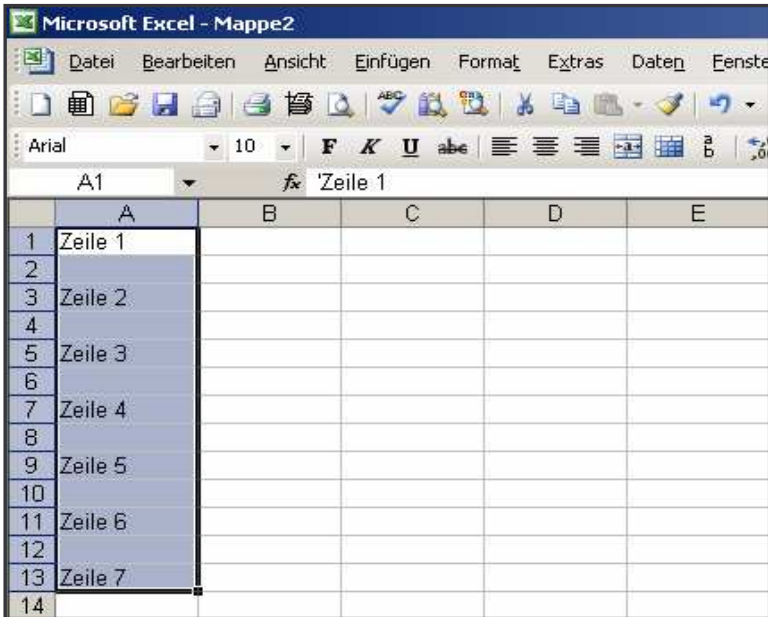 Microsoft Excel - Mappe2
Datei Bearbeiten Ansicht Einfügen Format Extras Daten Fenste
ABC
Arial 10 F K U abc a
b ,00
A1 fx 'Zeile 1
A B C D E
1 Zeile 1
2
3 Zeile 2
4
5 Zeile 3
6
7 Zeile 4
8
9 Zeile 5
10
11 Zeile 6
12
13 Zeile 7
14